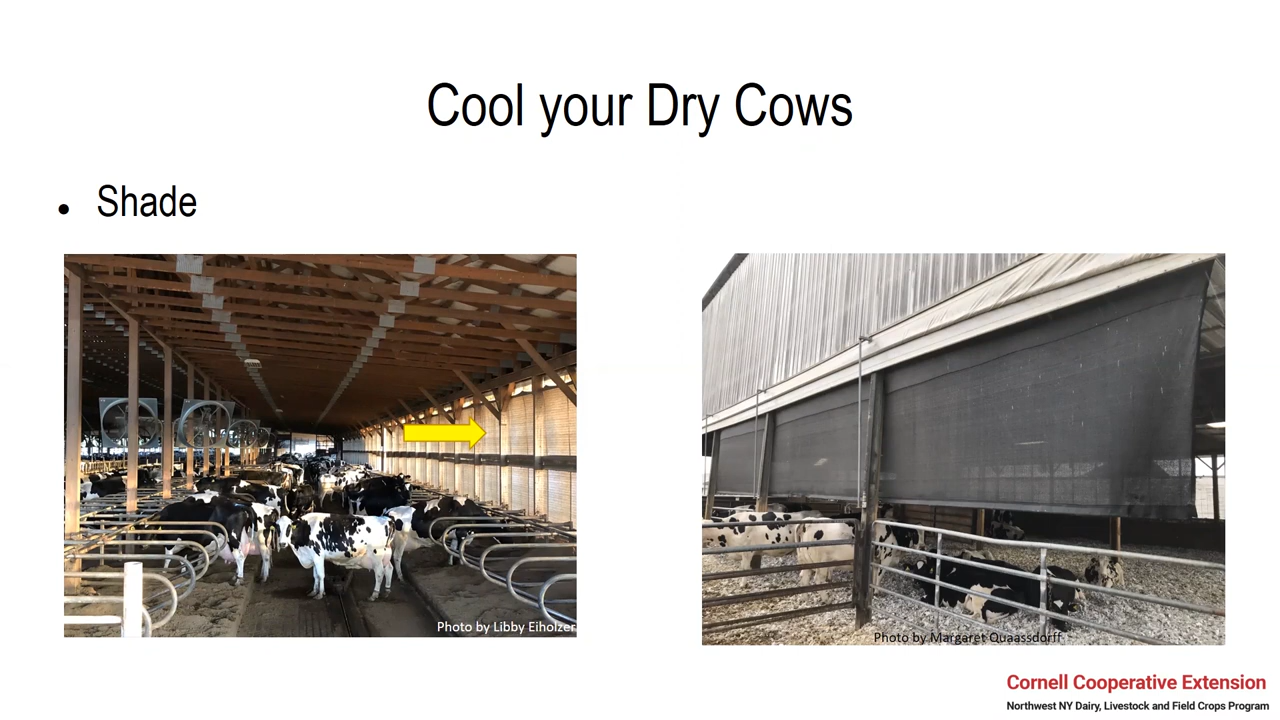 Cool your Dry Cows
• Shade
Photo by Libby Eiholzer
Photo by Margaret Quaassdorff
Cornell Cooperative Extension
Northwest NY Dairy, Livestock and Field Crops Program